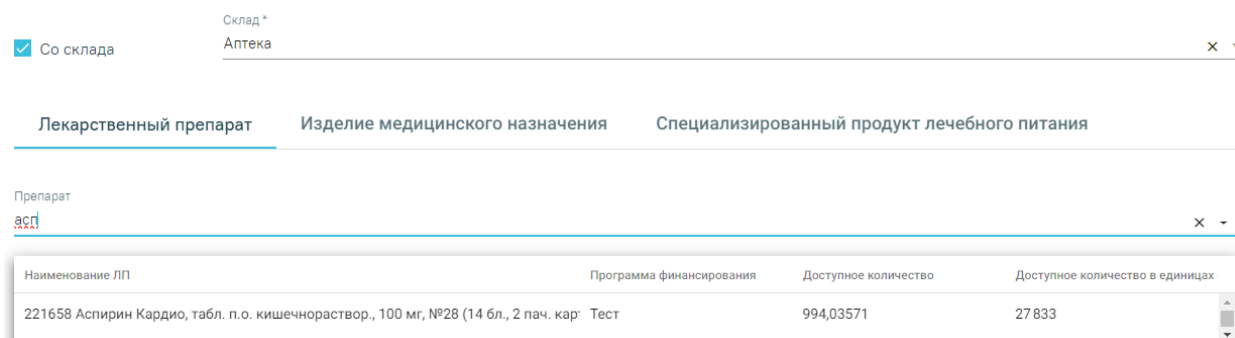 Склад *
Со склада
Аптека
Лекарственный препарат Изделие медицинского назначения Специализированный продукт лечебного питания
Препарат
асп
Наименование ЛП Программа финансирования Доступное количество Доступное количество в единицах
221658 Аспирин Кардио, табл. п.о. кишечнораствор., 100 мг, №28 (14 бл., 2 пач. кар Тест 994,03571 27 833